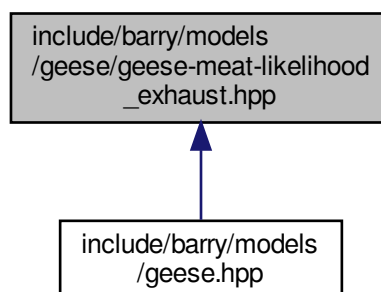 include/barry/models
/geese/geese-meat-likelihood
_exhaust.hpp
include/barry/models
/geese.hpp